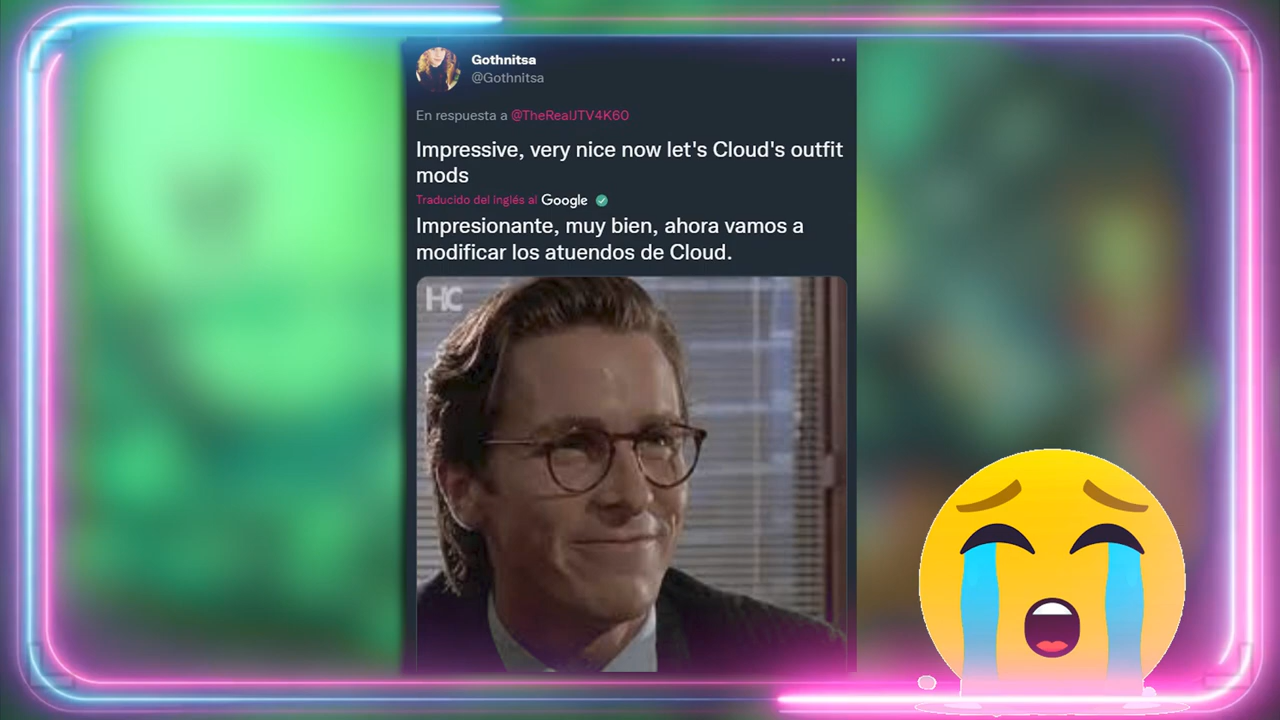 Gothnitsa
@Gothnitsa
En respuesta a @TheRealJTV4K60
Impressive, very nice now let's Cloud's outfit
mods
Traducido del inglés al Google
Impresionante, muy bien, ahora vamos a
modificar los atuendos de Cloud.
HC